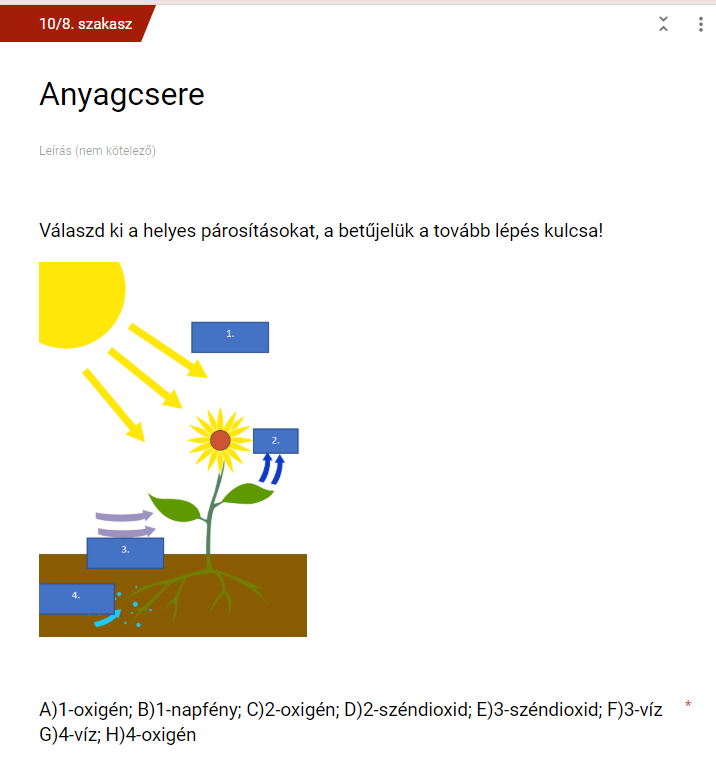 10/8. szakasz
Anyagcsere
Leírás (nem kötelező)
Válaszd ki a helyes párosításokat, a betűjelük a tovább lépés kulcsa!
1.
2.
3.
4.
A)1-oxigén; B)1-napfény; C)2-oxigén; D)2-széndioxid; E)3-széndioxid; F)3-víz *
G)4-víz; H)4-oxigén